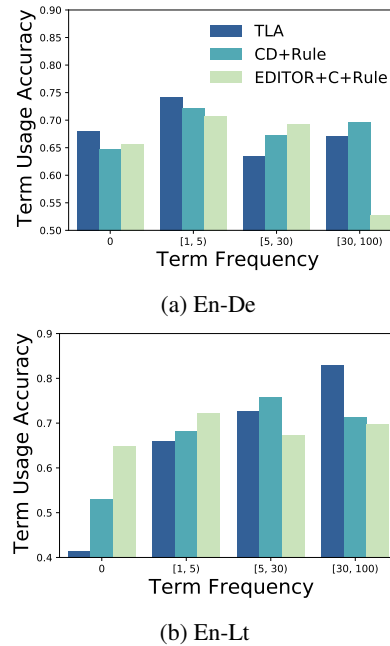 0.90
0.85
0.80
0.75
0.70
0.65
0.60
0.55
0.50
Term Usage Accuracy
TLA
CD+Rule
EDITOR+C+Rule
0 [1, 5) [5, 30) [30, 100)
Term Frequency
(a) En-De
0.9
0.8
0.7
0.6
0.5
0.4
Term Usage Accuracy
0 [1, 5) [5, 30) [30, 100)
Term Frequency
(b) En-Lt